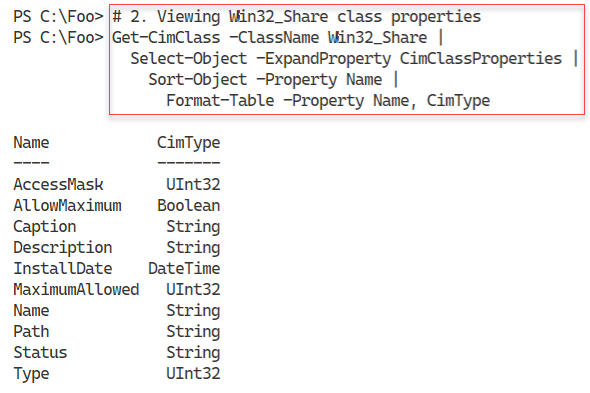 PS C:\Foo> # 2. Viewing Win32_Share class properties
PS C:\Foo> Get-CimClass -ClassName Win32_Share |
Select-Object -ExpandProperty CimClassProperties |
Sort-Object -Property Name |
Format-Table -Property Name, CimType
Name CimType
---- -------
AccessMask UInt32
AllowMaximum Boolean
Caption String
Description String
InstallDate DateTime
MaximumAllowed UInt32
Name String
Path String
Status String
Type UInt32